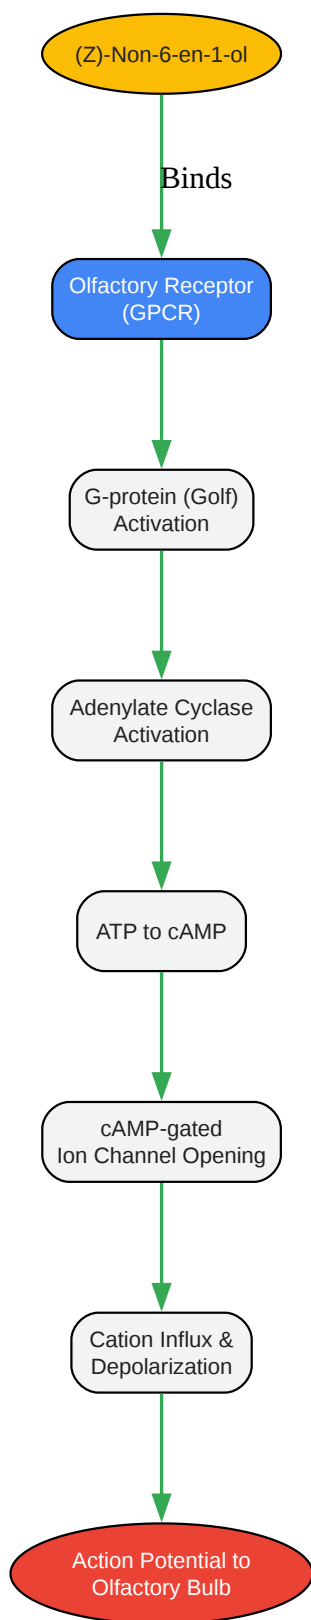 (Z)-Non-6-en-1-ol
Binds
Olfactory Receptor
(GPCR)
G-protein (Golf)
Activation
Adenylate Cyclase
Activation
ATP to cAMP
cAMP-gated
Ion Channel Opening
Cation Influx &
Depolarization
Action Potential to
Olfactory Bulb